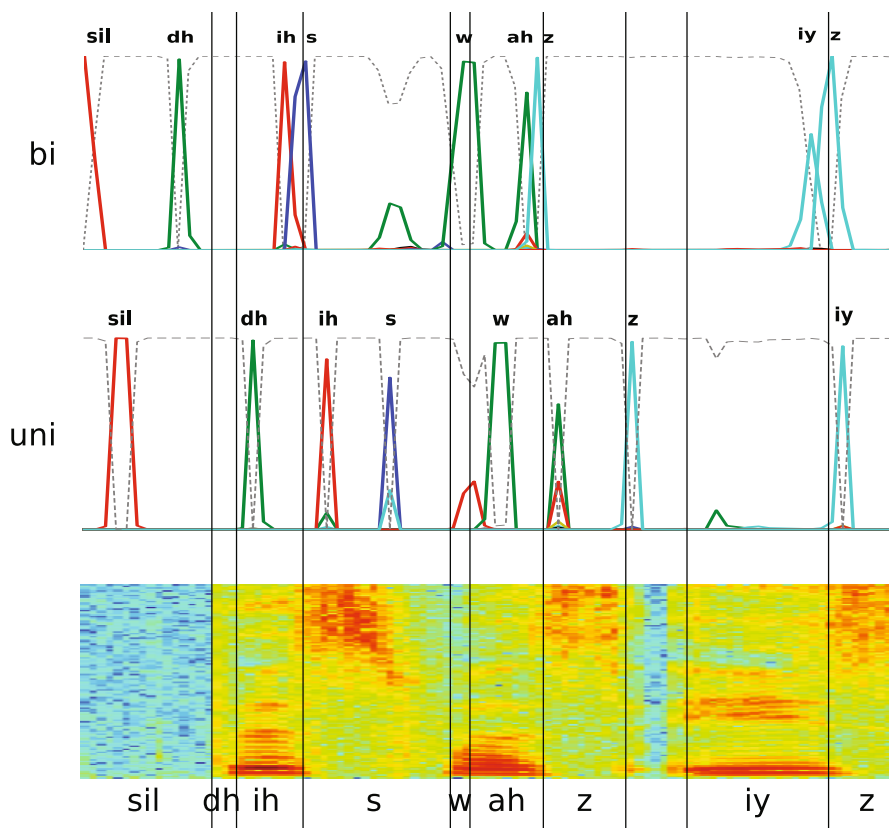 sil dh ih s w ah z iy z
bi
sil dh ih s w ah z iy
uni
sil dh ih s w ah z iy z